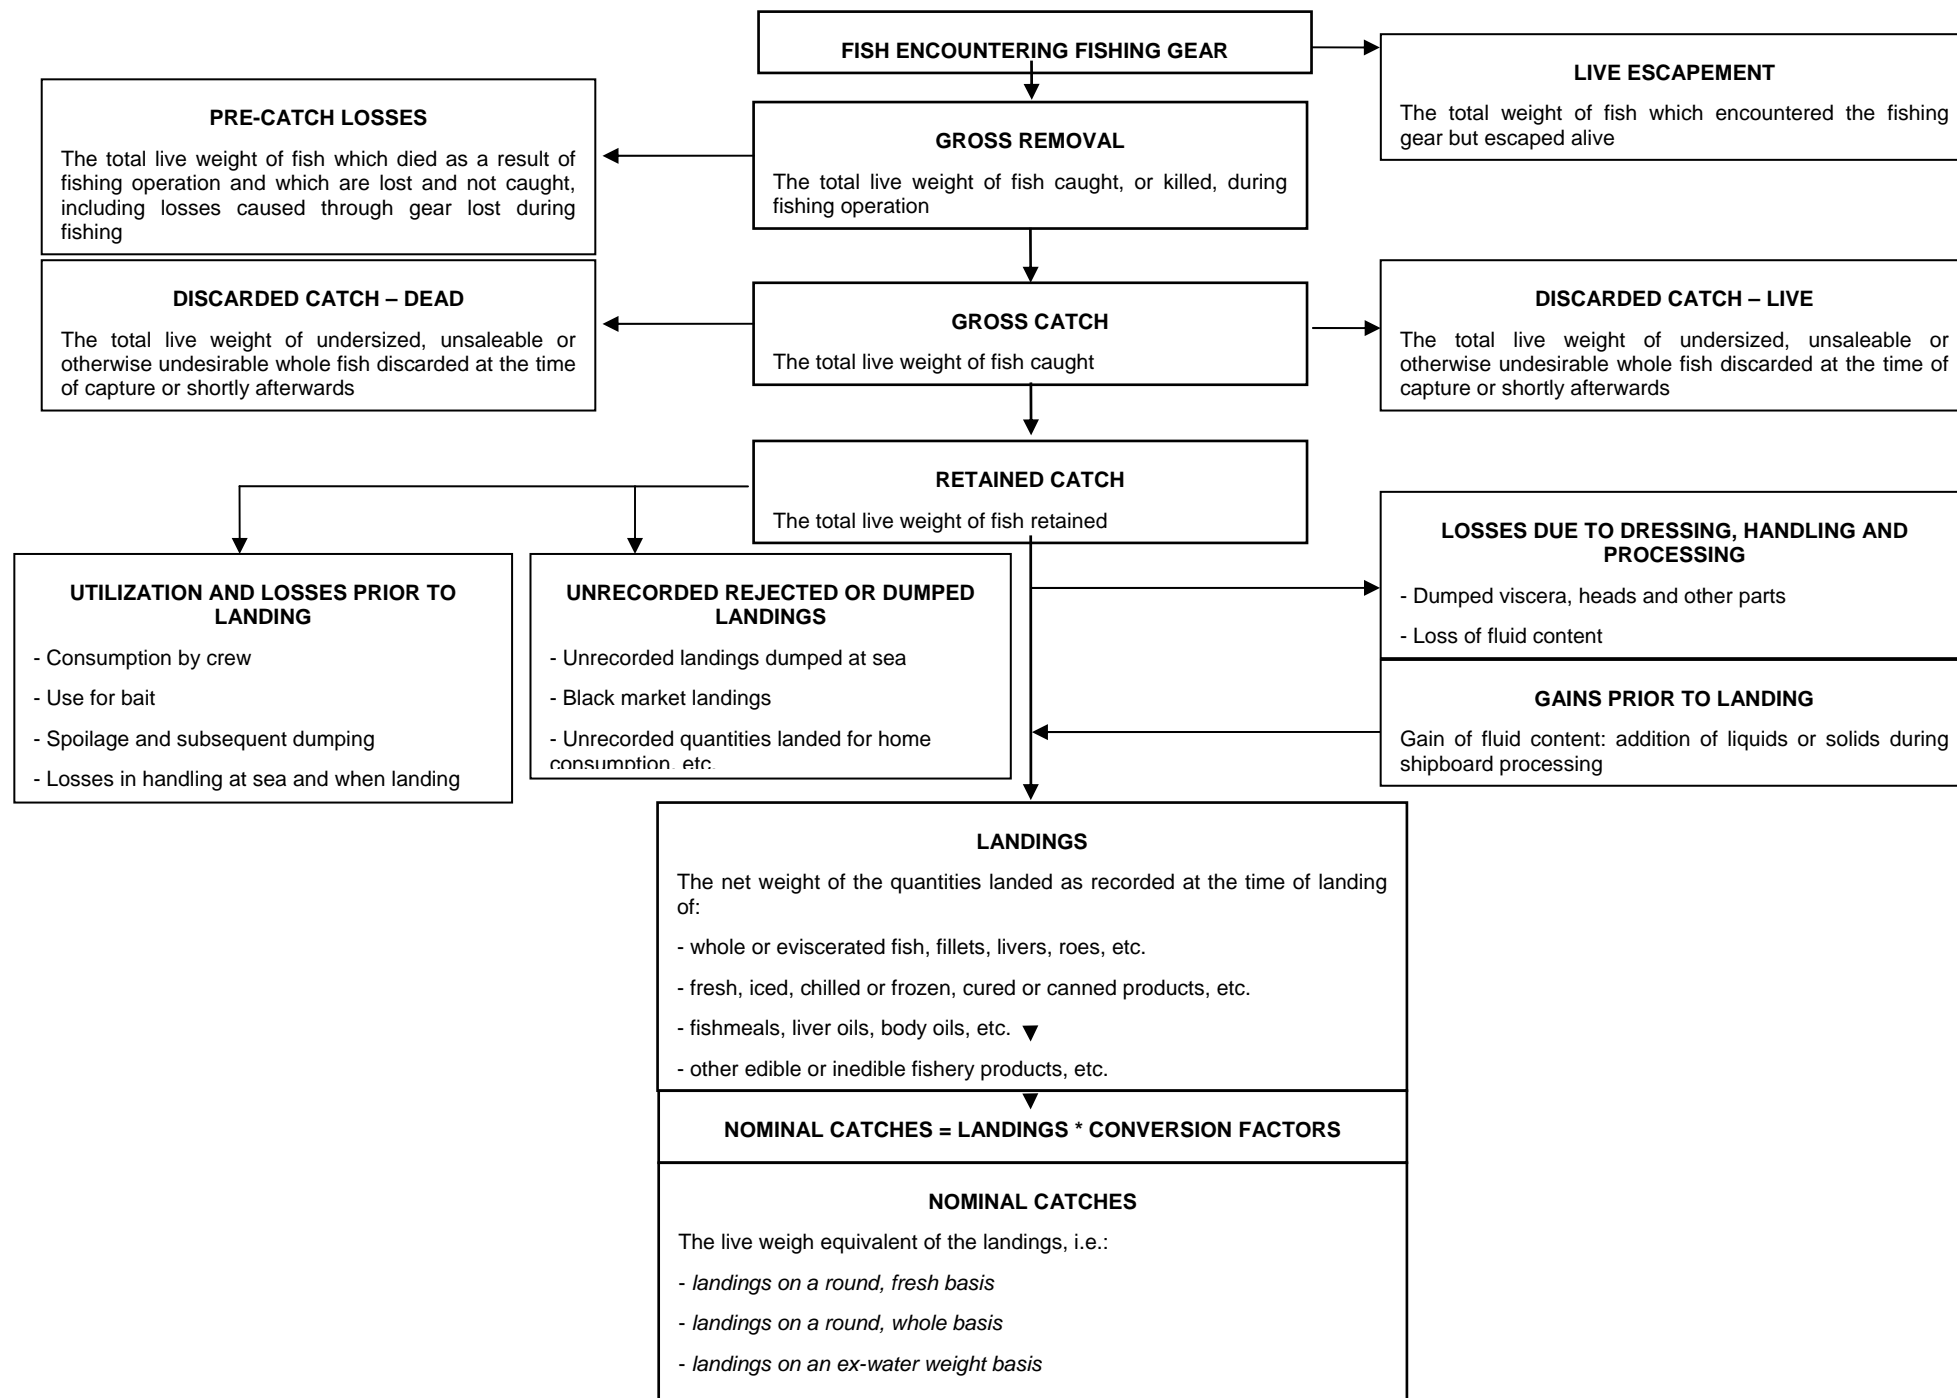 FISH ENCOUNTERING FISHING GEAR
LIVE ESCAPEMENT
The total weight of fish which encountered the fishing
gear but escaped alive
PRE-CATCH LOSSES
The total live weight of fish which died as a result of
fishing operation and which are lost and not caught,
including losses caused through gear lost during
fishing
GROSS REMOVAL
The total live weight of fish caught, or killed, during
fishing operation
DISCARDED CATCH – DEAD
The total live weight of undersized, unsaleable or
otherwise undesirable whole fish discarded at the time
of capture or shortly afterwards
GROSS CATCH
The total live weight of fish caught
DISCARDED CATCH – LIVE
The total live weight of undersized, unsaleable or
otherwise undesirable whole fish discarded at the time of
capture or shortly afterwards
RETAINED CATCH
The total live weight of fish retained
UTILIZATION AND LOSSES PRIOR TO
LANDING
- Consumption by crew
- Use for bait
- Spoilage and subsequent dumping
- Losses in handling at sea and when landing
UNRECORDED REJECTED OR DUMPED
LANDINGS
- Unrecorded landings dumped at sea
- Black market landings
- Unrecorded quantities landed for home
consumption, etc.
LOSSES DUE TO DRESSING, HANDLING AND
PROCESSING
- Dumped viscera, heads and other parts
- Loss of fluid content
GAINS PRIOR TO LANDING
Gain of fluid content: addition of liquids or solids during
shipboard processing
LANDINGS
The net weight of the quantities landed as recorded at the time of landing
of:
- whole or eviscerated fish, fillets, livers, roes, etc.
- fresh, iced, chilled or frozen, cured or canned products, etc.
- fishmeals, liver oils, body oils, etc.
- other edible or inedible fishery products, etc.
NOMINAL CATCHES = LANDINGS * CONVERSION FACTORS
NOMINAL CATCHES
The live weigh equivalent of the landings, i.e.:
- landings on a round, fresh basis
- landings on a round, whole basis
- landings on an ex-water weight basis